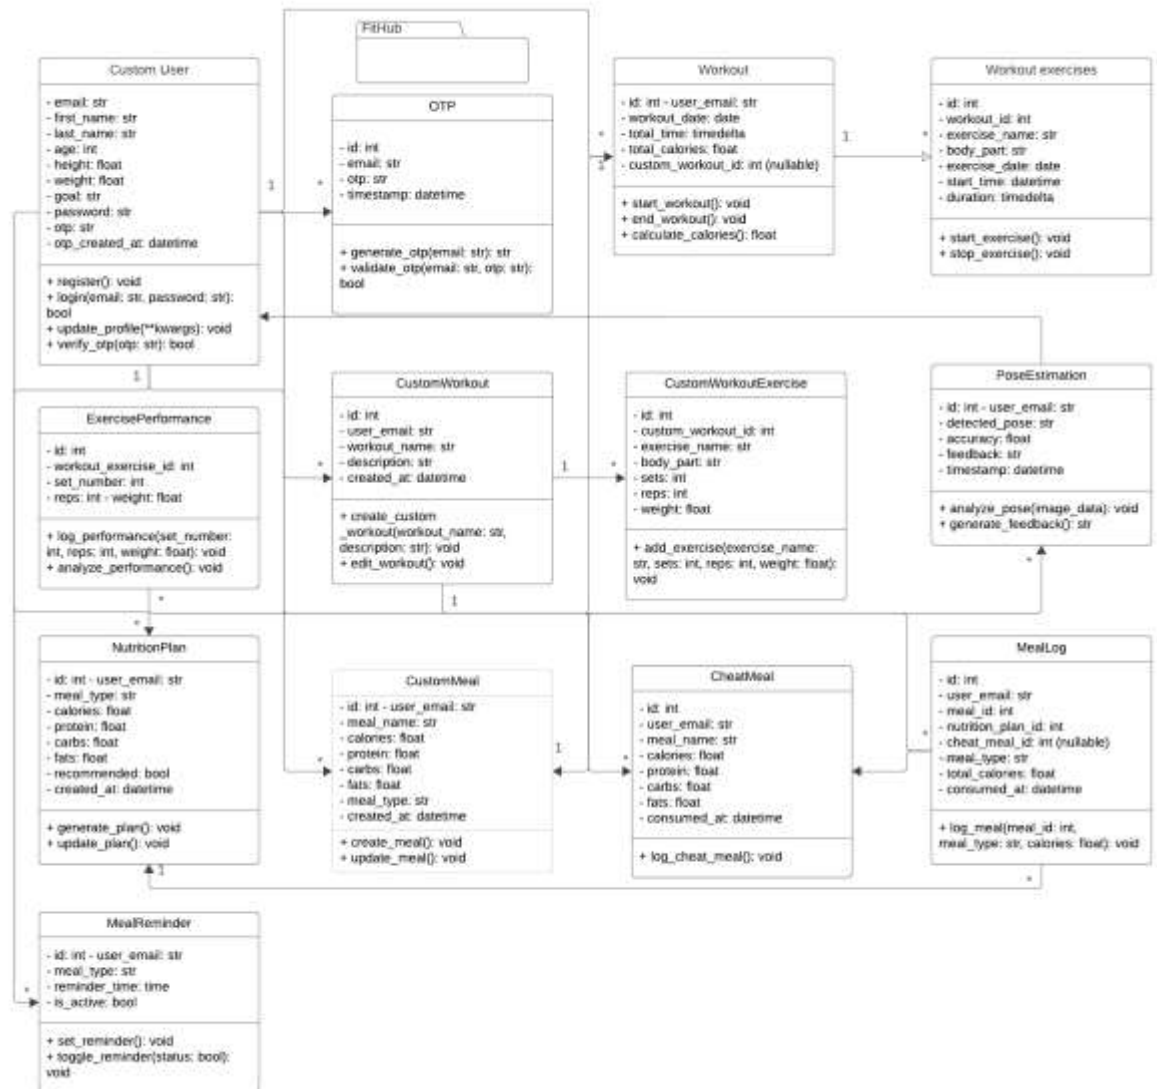 FitHub
Custom User
- email: str
- first_name: str
- last_name: str
- age: int
- height: float
- weight: float
- goal: str
- password: str
- otp: str
- otp_created_at: datetime
+ register(): void
+ login(email: str, password: str):
bool
+ update_profile(**kwargs): void
+ verify_otp(otp: str): bool
OTP
- id: int
- email: str
- otp: str
- timestamp: datetime
+ generate_otp(email: str): str
+ validate_otp(email: str, otp: str):
bool
Workout
- id: int - user_email: str
- workout_date: date
- total_time: timedelta
- total_calories: float
- custom_workout_id: int (nullable)
+ start_workout(): void
+ end_workout(): void
+ calculate_calories(): float
Workout exercises
- id: int
- workout_id: int
- exercise_name: str
- body_part: str
- exercise_date: date
- start_time: datetime
- duration: timedelta
+ start_exercise(): void
+ stop_exercise(): void
1
*
*
1
1
*
1
ExercisePerformance
- id: int
- workout_exercise_id: int
- set_number: int
- reps: int - weight: float
+ log_performance(set_number:
int, reps: int, weight: float): void
+ analyze_performance(): void
CustomWorkout
- id: int
- user_email: str
- workout_name: str
- description: str
- created_at: datetime
+ create_custom
_workout(workout_name: str,
description: str): void
+ edit_workout(): void
CustomWorkoutExercise
- id: int
- custom_workout_id: int
- exercise_name: str
- body_part: str
- sets: int
- reps: int
- weight: float
+ add_exercise(exercise_name:
str, sets: int, reps: int, weight: float):
void
PoseEstimation
- id: int - user_email: str
- detected_pose: str
- accuracy: float
- feedback: str
- timestamp: datetime
+ analyze_pose(image_data): void
+ generate_feedback(): str
*
1
*
*
1
*
*
NutritionPlan
- id: int - user_email: str
- meal_type: str
- calories: float
- protein: float
- carbs: float
- fats: float
- recommended: bool
- created_at: datetime
+ generate_plan(): void
+ update_plan(): void
CustomMeal
- id: int - user_email: str
- meal_name: str
- calories: float
- protein: float
- carbs: float
- fats: float
- meal_type: str
- created_at: datetime
+ create_meal(): void
+ update_meal(): void
CheatMeal
- id: int
- user_email: str
- meal_name: str
- calories: float
- protein: float
- carbs: float
- fats: float
- consumed_at: datetime
+ log_cheat_meal(): void
MealLog
- id: int
- user_email: str
- meal_id: int
- nutrition_plan_id: int
- cheat_meal_id: int (nullable)
- meal_type: str
- total_calories: float
- consumed_at: datetime
+ log_meal(meal_id: int,
meal_type: str, calories: float): void
*
1
*
*
1
*
MealReminder
- id: int - user_email: str
- meal_type: str
- reminder_time: time
- is_active: bool
+ set_reminder(): void
+ toggle_reminder(status: bool):
void
*